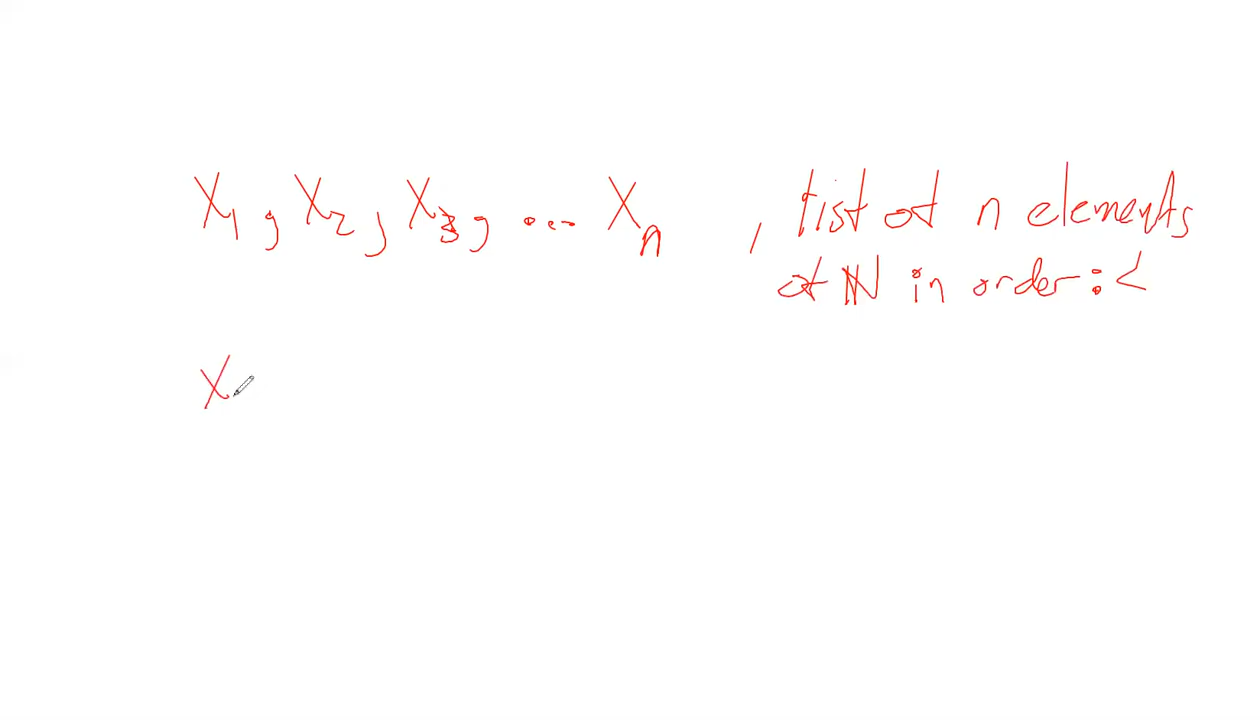 X₁, X₂, X₃, ... Xₙ , list of n elements
of ℕ in order : <
X